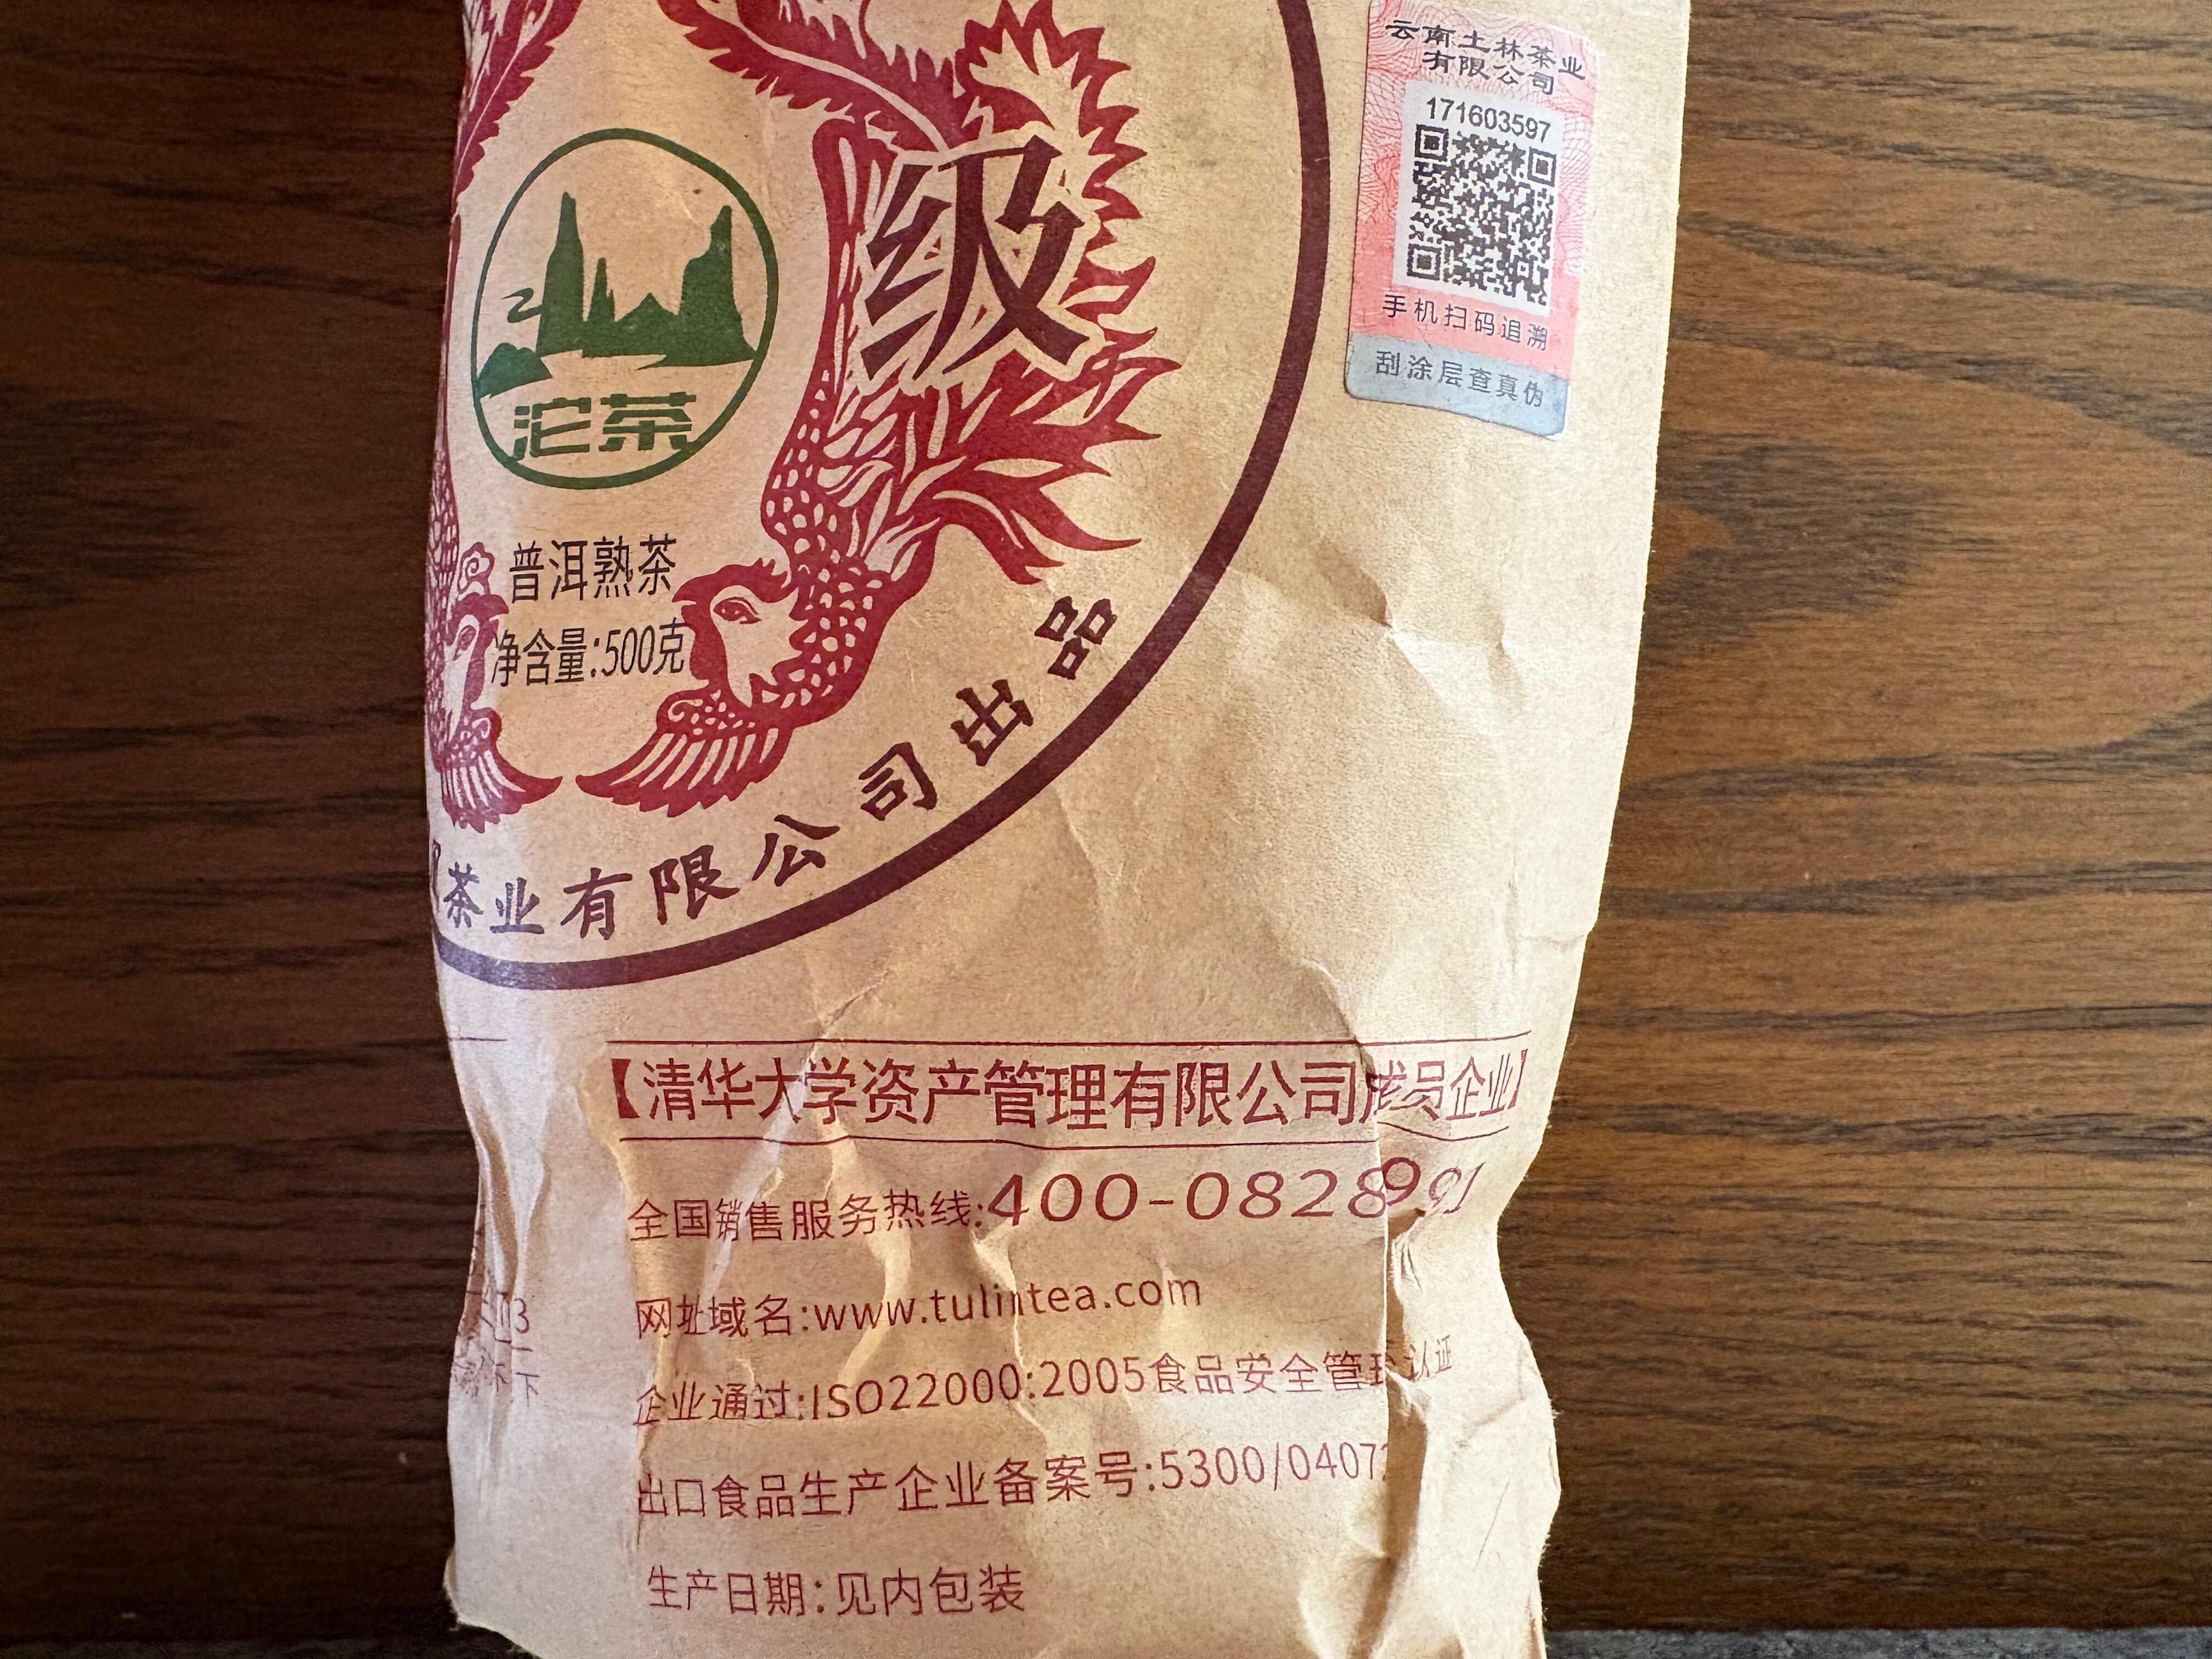 云南土林茶业
有限公司
171603597
手机扫码追溯
刮涂层查真伪
级
沱茶
普洱熟茶
净含量:500克
茶业有限公司出品
【清华大学资产管理有限公司成员企业】
全国销售服务热线:400-0828991
网址域名:www.tulintea.com
企业通过:ISO22000:2005食品安全管理认证
出口食品生产企业备案号:5300/0407
生产日期:见内包装